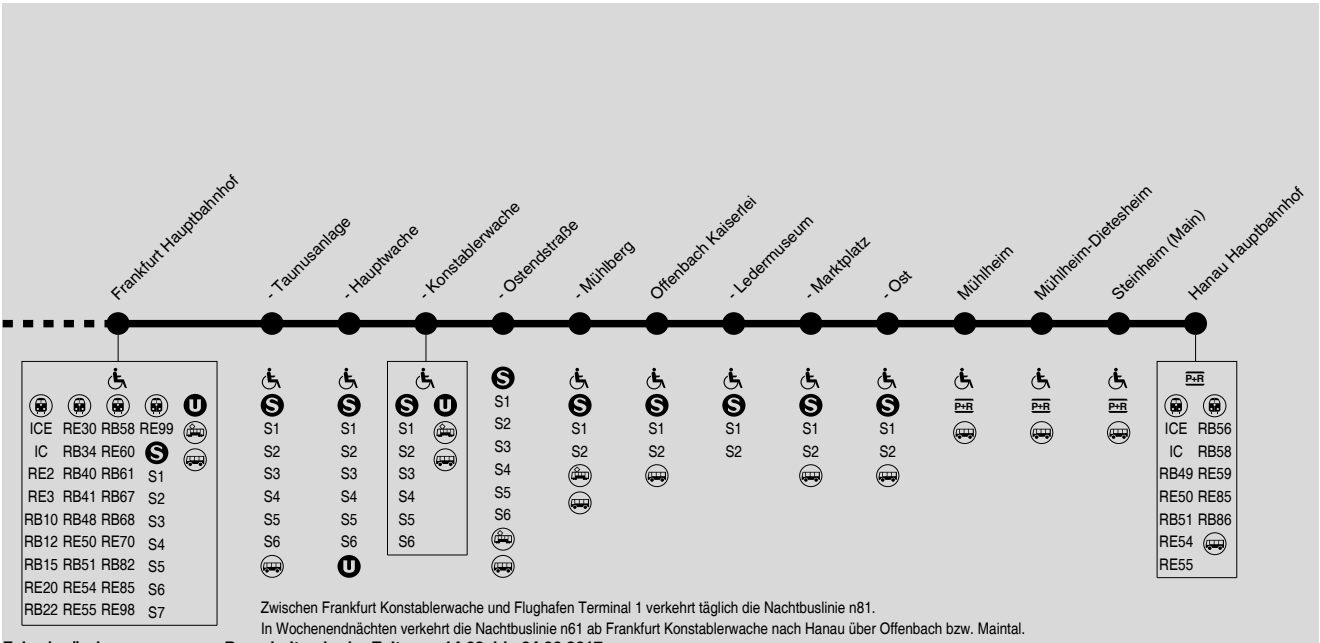 Frankfurt Hauptbahnhof
- Taunusanlage
- Hauptwache
- Konstablerwache
- Ostendstraße
- Mühlberg
Offenbach Kaiserlei
- Ledermuseum
- Marktplatz
- Ost
Mühlheim
Mühlheim-Dietesheim
Steinheim (Main)
Hanau Hauptbahnhof
U
ICE RE30 RB58 RE99
IC RB34 RE60 S
RE2 RB40 RB61 S1
RE3 RB41 RB67 S2
RB10 RB48 RB68 S3
RB12 RE50 RE70 S4
RB15 RB51 RB82 S5
RE20 RE54 RE85 S6
RB22 RE55 RE98 S7
S
S1
S2
S3
S4
S5
S6
S
S1
S2
S3
S4
S5
S6
U
S U
S1
S2
S3
S4
S5
S6
S
S1
S2
S3
S4
S5
S6
S
S1
S2
S
S1
S2
S
S1
S2
S
S1
S2
S
S1
S2
P+R
P+R
P+R
P+R
ICE RB56
IC RB58
RB49 RE59
RE50 RE85
RB51 RB86
RE54
RE55
Zwischen Frankfurt Konstablerwache und Flughafen Terminal 1 verkehrt täglich die Nachtbuslinie n81.
In Wochenendnächten verkehrt die Nachtbuslinie n61 ab Frankfurt Konstablerwache nach Hanau über Offenbach bzw. Maintal.